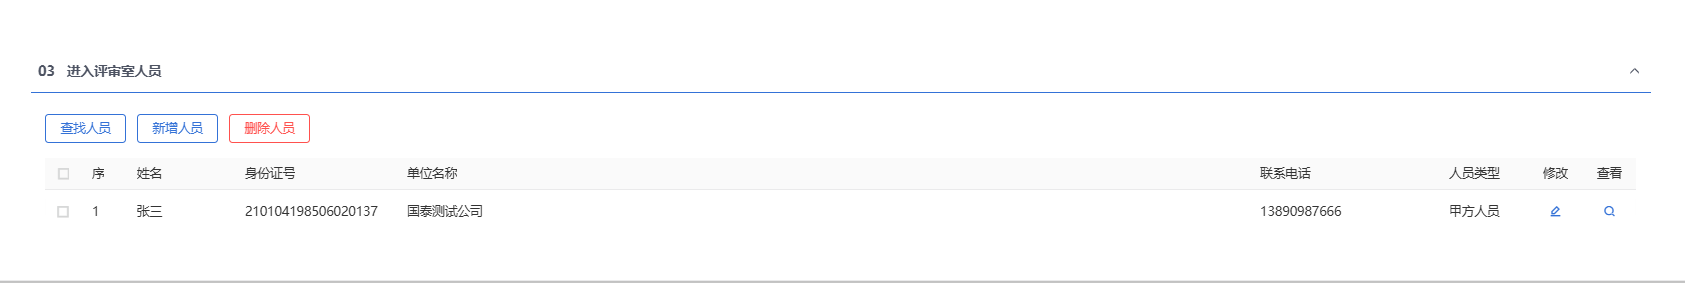 03 进入评审室人员
查找人员 新增人员 删除人员
序 姓名 身份证号 单位名称 联系电话 人员类型 修改 查看
1 张三 210104198506020137 国泰测试公司 13890987666 甲方人员